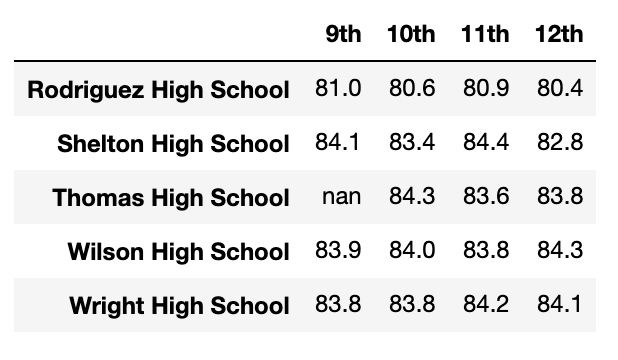 9th 10th 11th 12th
Rodriguez High School 81.0 80.6 80.9 80.4
Shelton High School 84.1 83.4 84.4 82.8
Thomas High School nan 84.3 83.6 83.8
Wilson High School 83.9 84.0 83.8 84.3
Wright High School 83.8 83.8 84.2 84.1